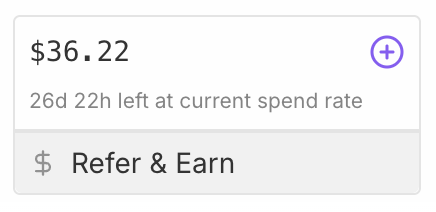 $36.22
26d 22h left at current spend rate
$ Refer & Earn